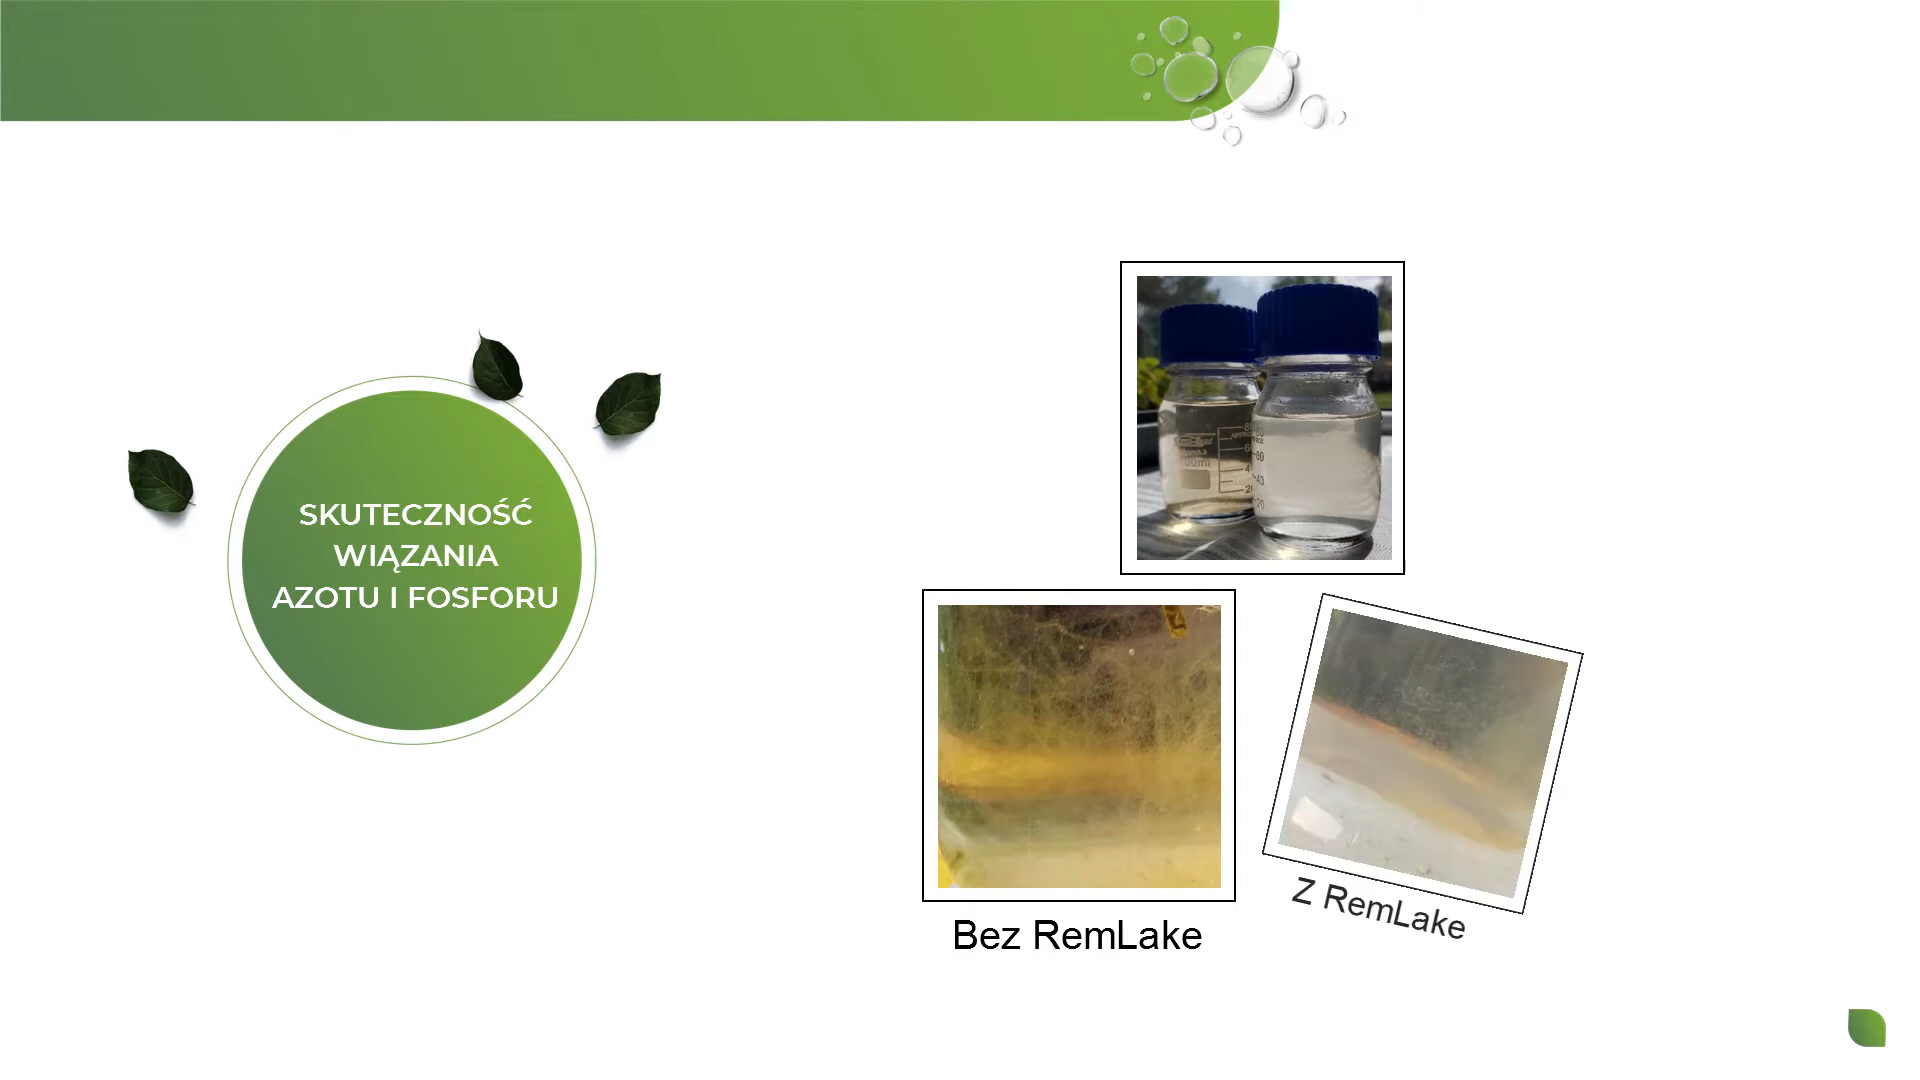 SKUTECZNOŚĆ
WIĄZANIA
AZOTU I FOSFORU
Bez RemLake
Z RemLake